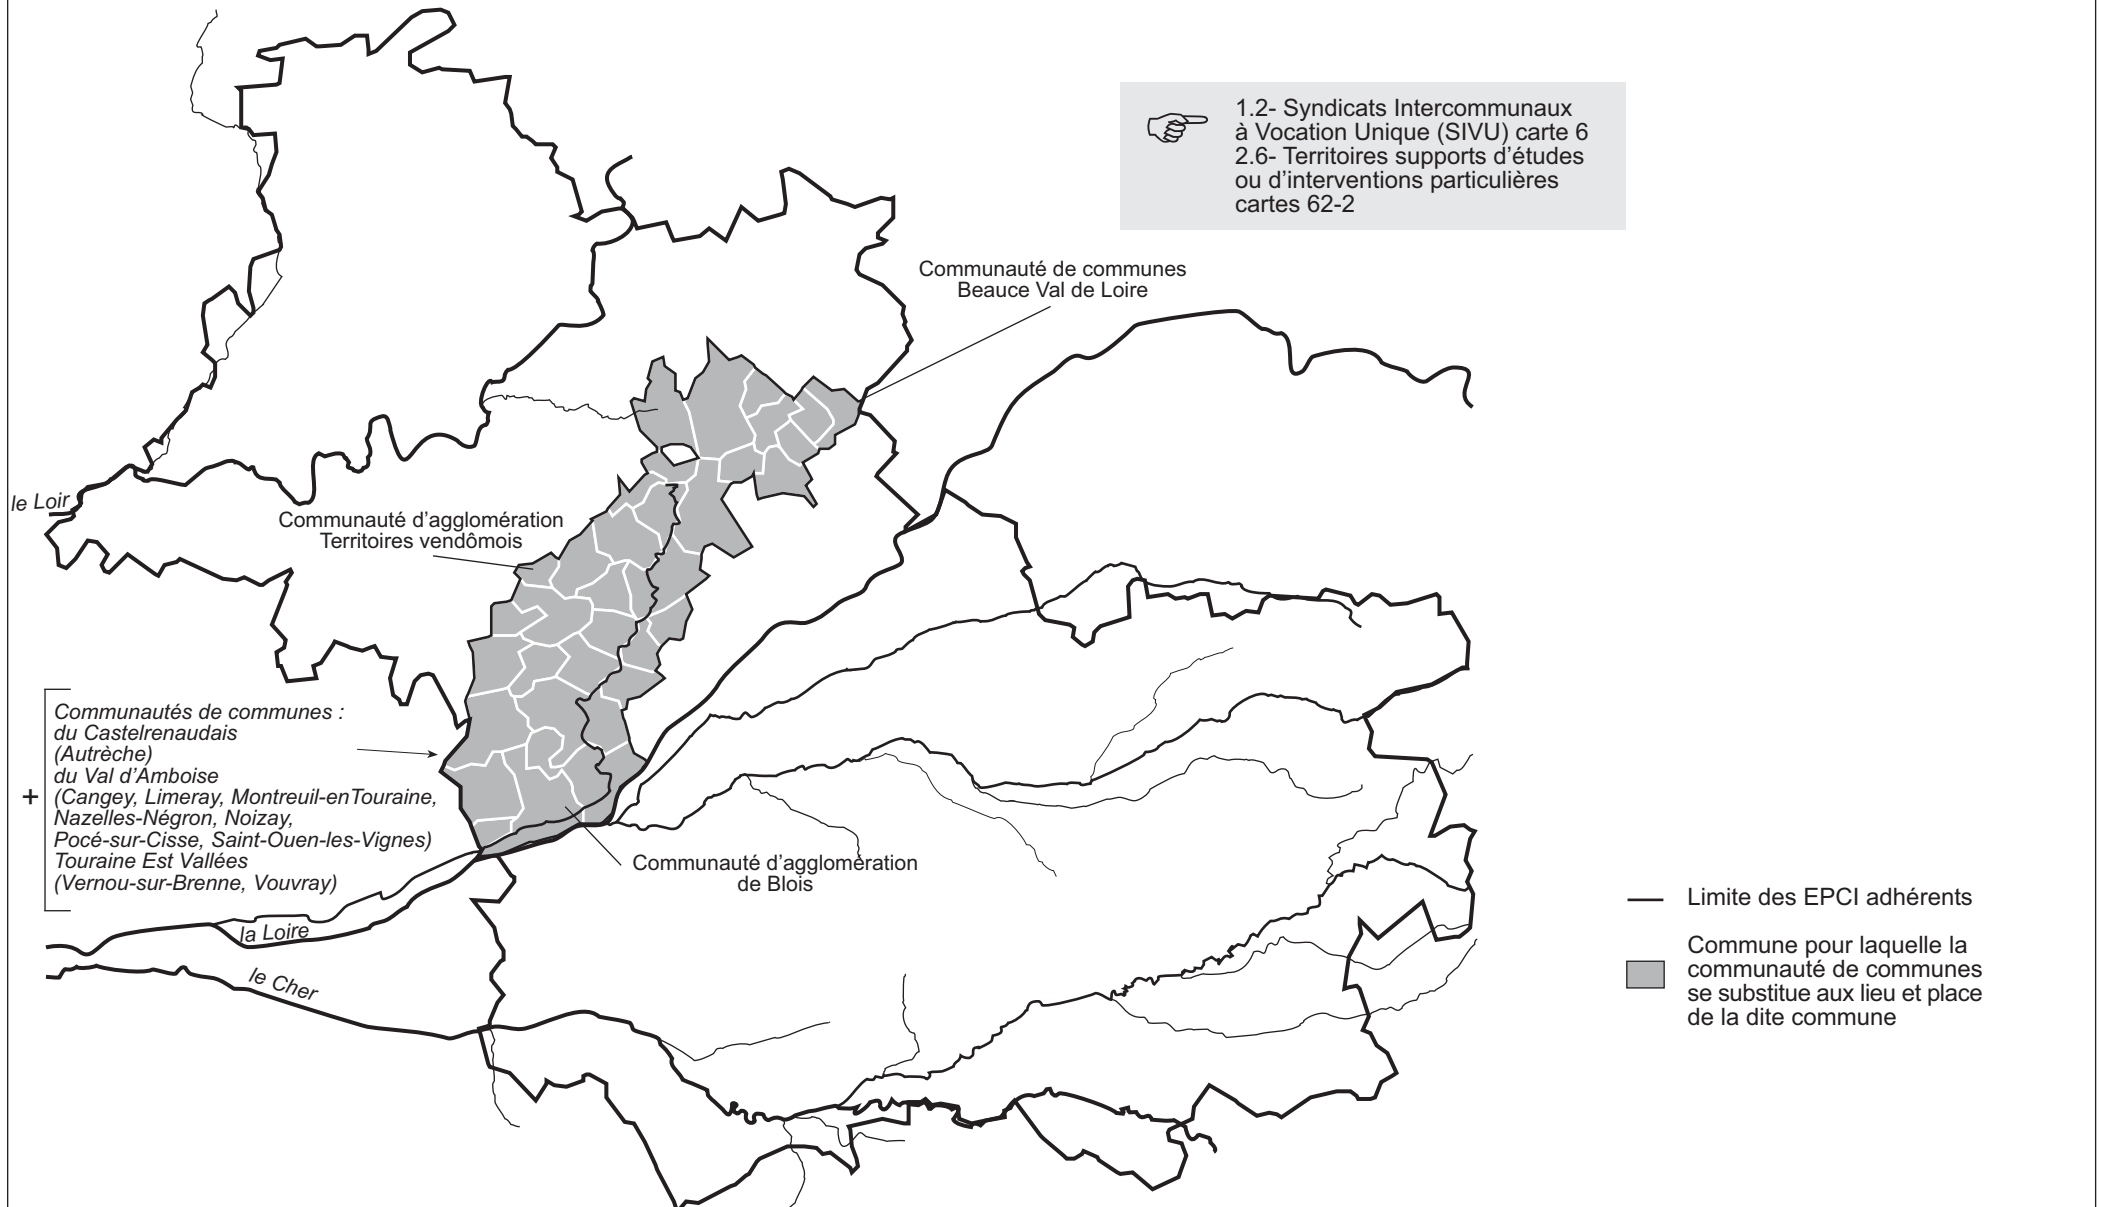 1.2- Syndicats Intercommunaux
à Vocation Unique (SIVU) carte 6
2.6- Territoires supports d’études
ou d’interventions particulières
cartes 62-2
Communauté de communes
Beauce Val de Loire
le Loir
Communauté d’agglomération
Territoires vendômois
Communautés de communes :
du Castelrenaudais
(Autrèche)
du Val d’Amboise
+ (Cangey, Limeray, Montreuil-enTouraine,
Nazelles-Négron, Noizay,
Pocé-sur-Cisse, Saint-Ouen-les-Vignes)
Touraine Est Vallées
(Vernou-sur-Brenne, Vouvray)
Communauté d’agglomération
de Blois
la Loire
le Cher
Limite des EPCI adhérents
Commune pour laquelle la
communauté de communes
se substitue aux lieu et place
de la dite commune